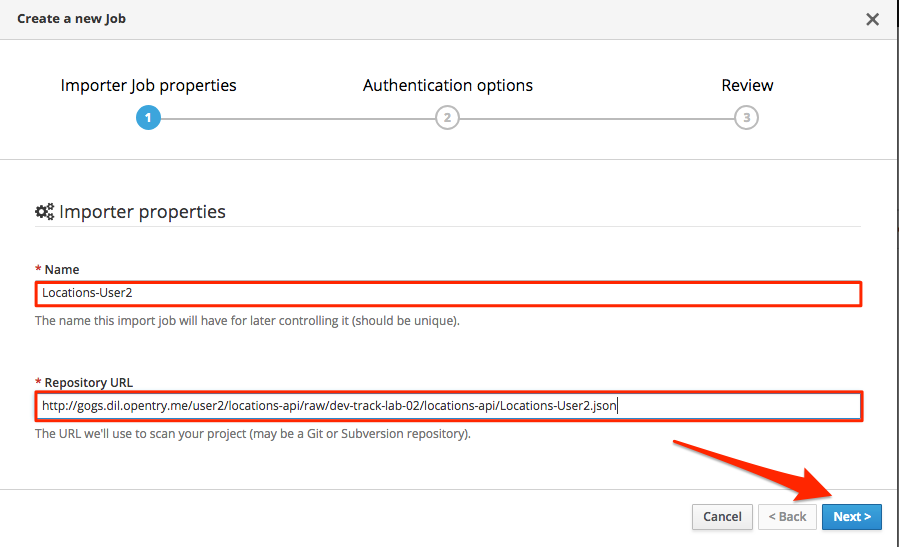 Create a new Job
Importer Job properties
Authentication options
Review
1
2
3
Importer properties
* Name
Locations-User2
The name this import job will have for later controlling it (should be unique).
* Repository URL
http://gogs.dil.opentry.me/user2/locations-api/raw/dev-track-lab-02/locations-api/Locations-User2.json
The URL we'll use to scan your project (may be a Git or Subversion repository).
Cancel
< Back
Next >